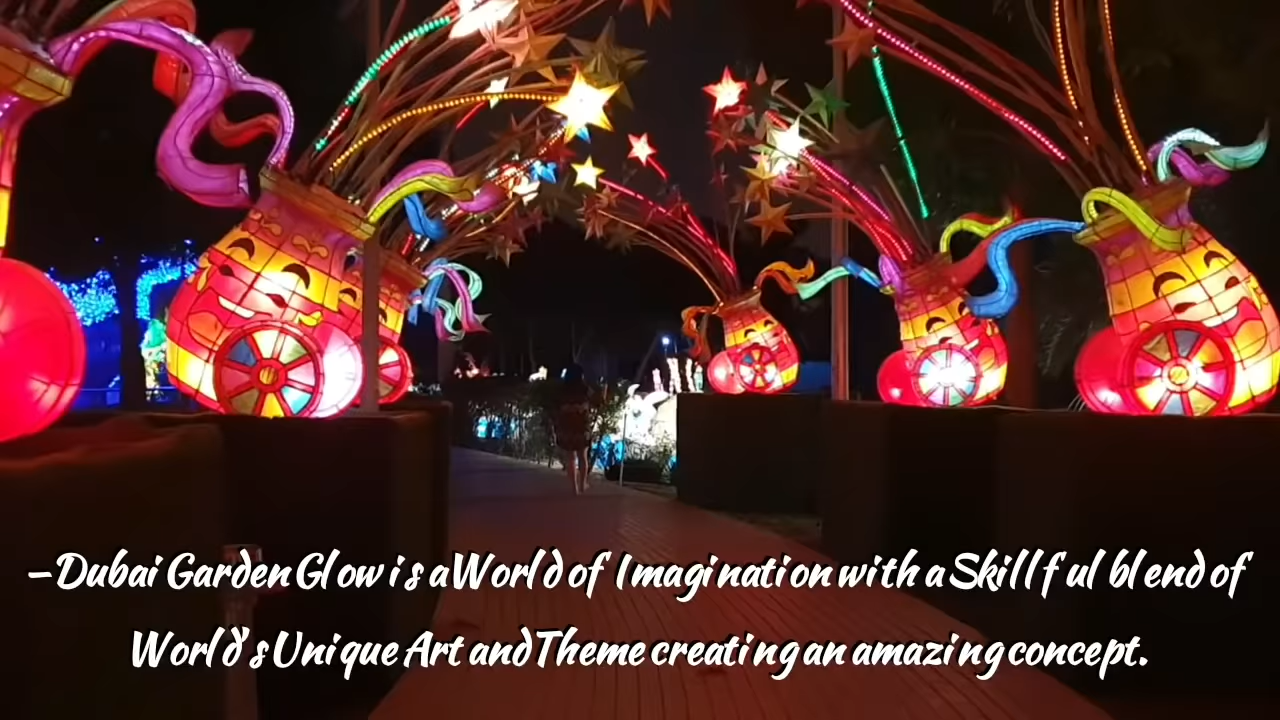 –Dubai Garden Glow is a World of Imagination with a Skillful blend of
World's Unique Art and Theme creating an amazing concept.